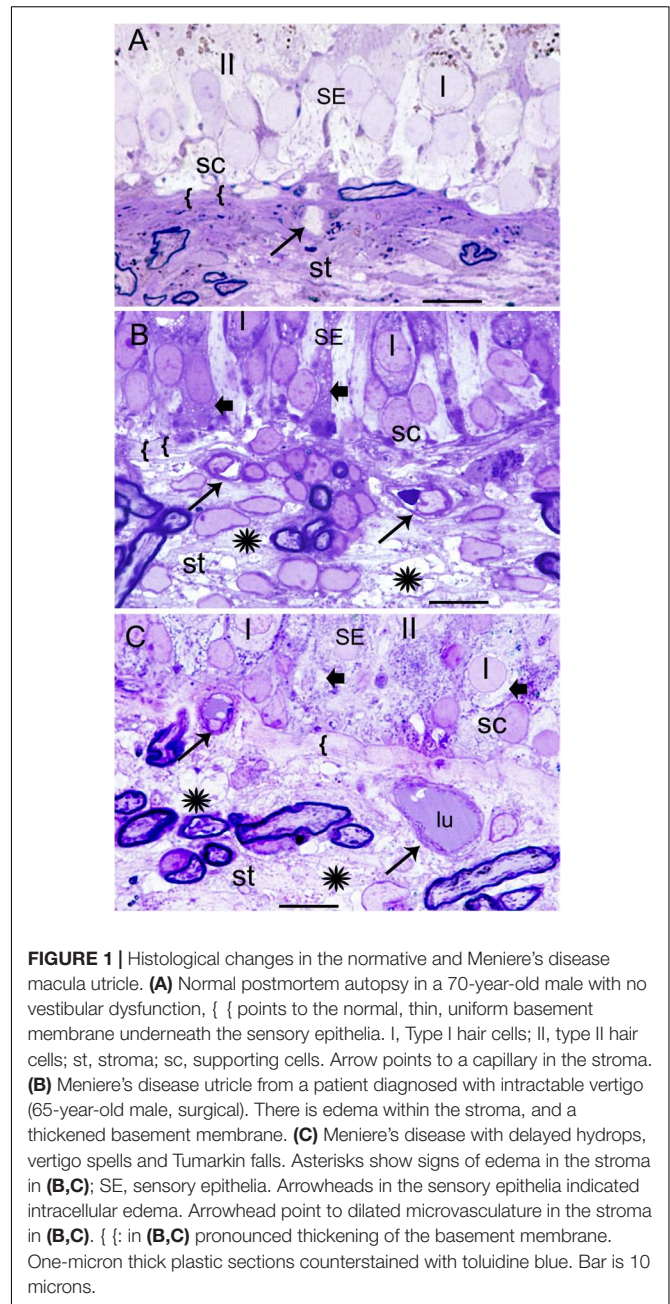 A
II
I
SE
sc
{ {
st
B
I
SE
I
sc
{ {
st
C
I
SE
II
I
sc
{
lu
st
FIGURE 1 | Histological changes in the normative and Meniere's disease
macula utricle. (A) Normal postmortem autopsy in a 70-year-old male with no
vestibular dysfunction, { { points to the normal, thin, uniform basement
membrane underneath the sensory epithelia. I, Type I hair cells; II, type II hair
cells; st, stroma; sc, supporting cells. Arrow points to a capillary in the stroma.
(B) Meniere's disease utricle from a patient diagnosed with intractable vertigo
(65-year-old male, surgical). There is edema within the stroma, and a
thickened basement membrane. (C) Meniere's disease with delayed hydrops,
vertigo spells and Tumarkin falls. Asterisks show signs of edema in the stroma
in (B,C); SE, sensory epithelia. Arrowheads in the sensory epithelia indicated
intracellular edema. Arrowhead point to dilated microvasculature in the stroma
in (B,C). { {: in (B,C) pronounced thickening of the basement membrane.
One-micron thick plastic sections counterstained with toluidine blue. Bar is 10
microns.